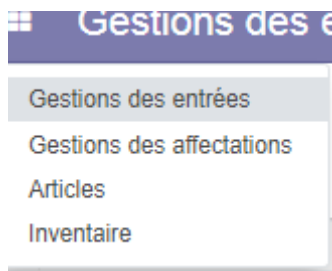 Gestions des
Gestions des entrées
Gestions des affectations
Articles
Inventaire